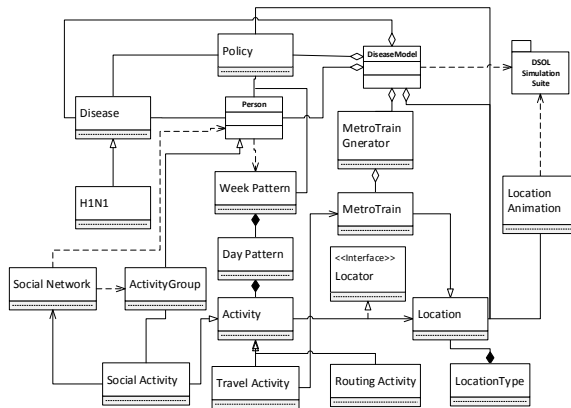 Policy
DiseaseModel
DSOL
Simulation
Suite
Disease
Person
MetroTrain
Gnerator
H1N1
Week Pattern
MetroTrain
Location
Animation
Day Pattern
<<Interface>>
Locator
Social Network
ActivityGroup
Activity
Location
Social Activity
Travel Activity
Routing Activity
LocationType